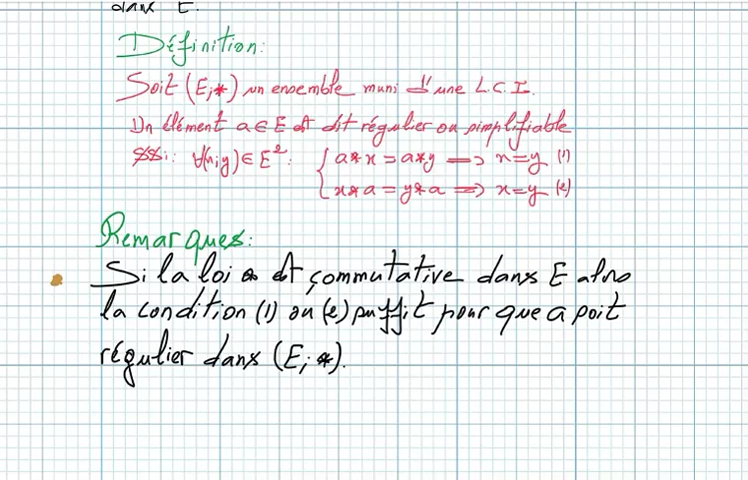 dans E.
Définition:
Soit (E;*) un ensemble muni d'une L.C.I.
Un élément a∈E est dit régulier ou simplifiable
SSi: ∀(x;y)∈E²: { a*x = a*y ⟹ x=y (1)
{ x*a = y*a ⟹ x=y (2)
Remarques:
• Si la loi * est commutative dans E alors
la condition (1) ou (2) suffit pour que a soit
régulier dans (E;*).